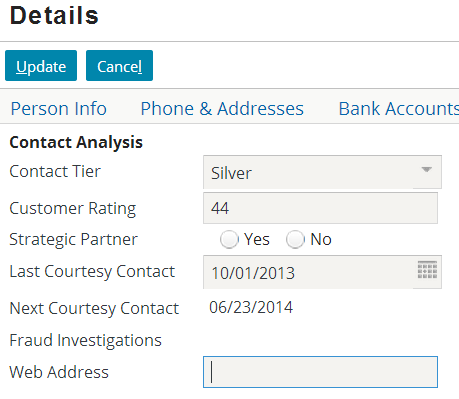 Details
Update Cancel
Person Info Phone & Addresses Bank Accounts
Contact Analysis
Contact Tier Silver
Customer Rating 44
Strategic Partner Yes No
Last Courtesy Contact 10/01/2013
Next Courtesy Contact 06/23/2014
Fraud Investigations
Web Address